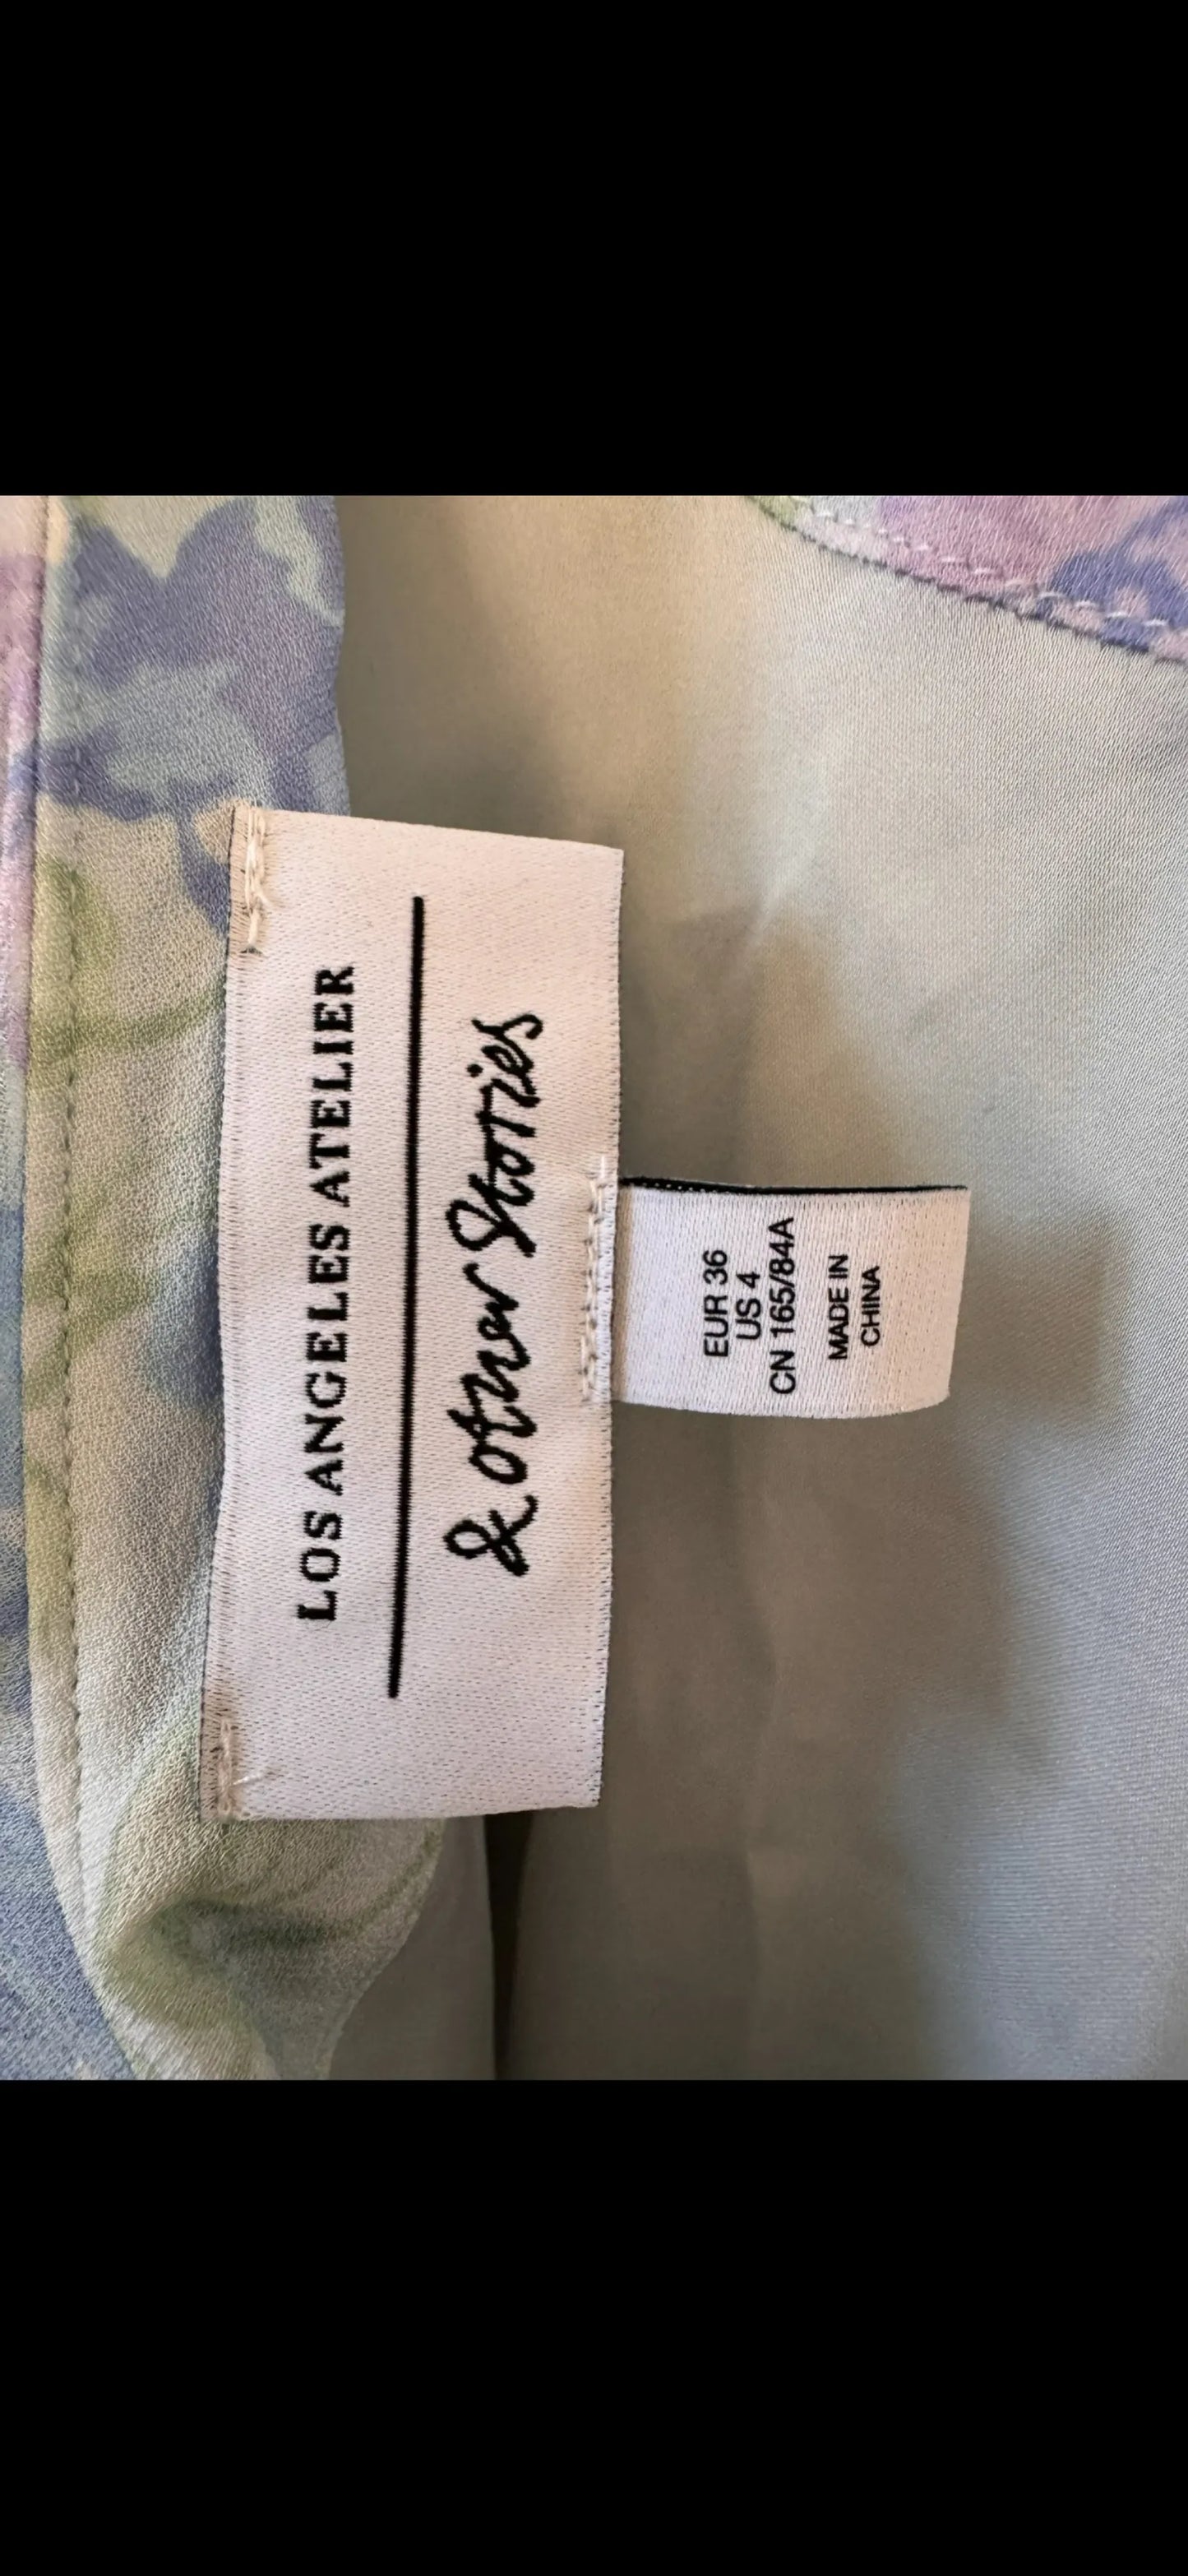 LOS ANGELES ATELIER
& other Stories
EUR 36
US 4
CN 165/84A
MADE IN
CHINA